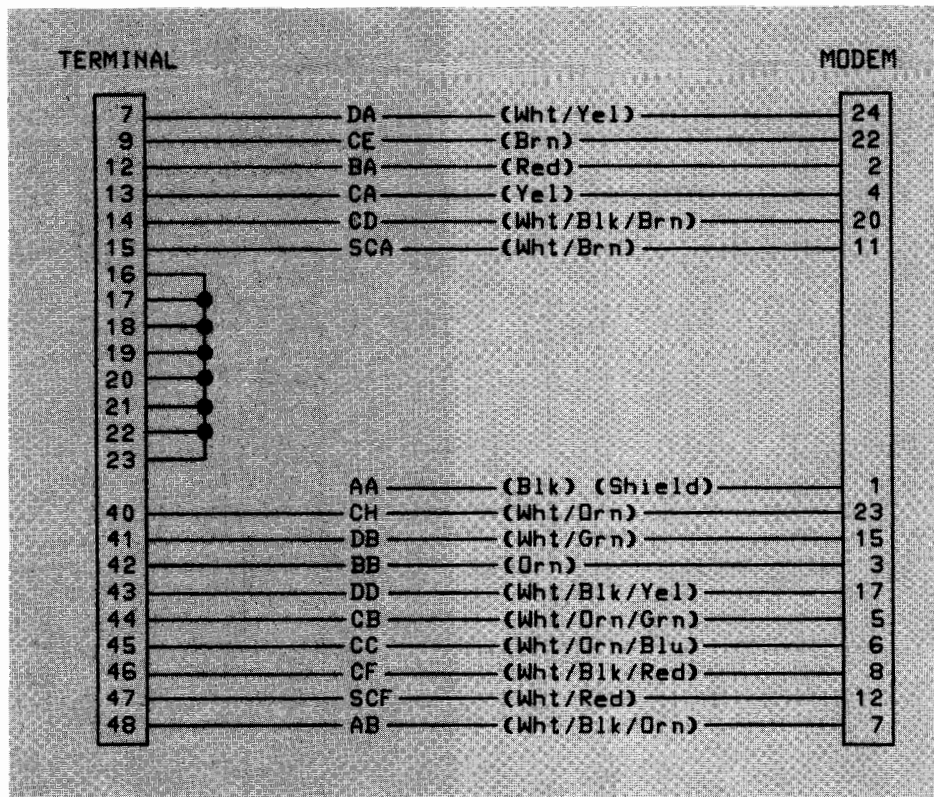 TERMINAL MODEM
7 DA (Wht/Yel) 24
9 CE (Brn) 22
12 BA (Red) 2
13 CA (Yel) 4
14 CD (Wht/Blk/Brn) 20
15 SCA (Wht/Brn) 11
16
17
18
19
20
21
22
23
AA (Blk) (Shield) 1
40 CH (Wht/Orn) 23
41 DB (Wht/Grn) 15
42 BB (Orn) 3
43 DD (Wht/Blk/Yel) 17
44 CB (Wht/Orn/Grn) 5
45 CC (Wht/Orn/Blu) 6
46 CF (Wht/Blk/Red) 8
47 SCF (Wht/Red) 12
48 AB (Wht/Blk/Orn) 7